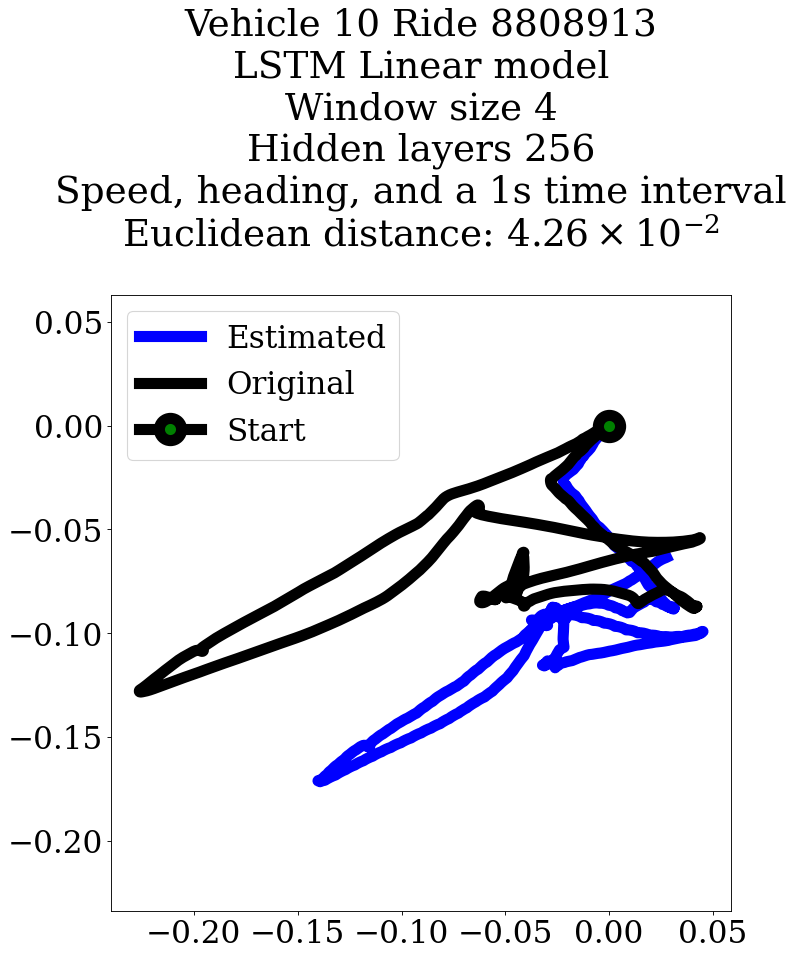 Vehicle 10 Ride 8808913
LSTM Linear model
Window size 4
Hidden layers 256
Speed, heading, and a 1s time interval
Euclidean distance: 4.26 × 10⁻²
Estimated
Original
Start
0.05
0.00
−0.05
−0.10
−0.15
−0.20
−0.20 −0.15 −0.10 −0.05 0.00 0.05